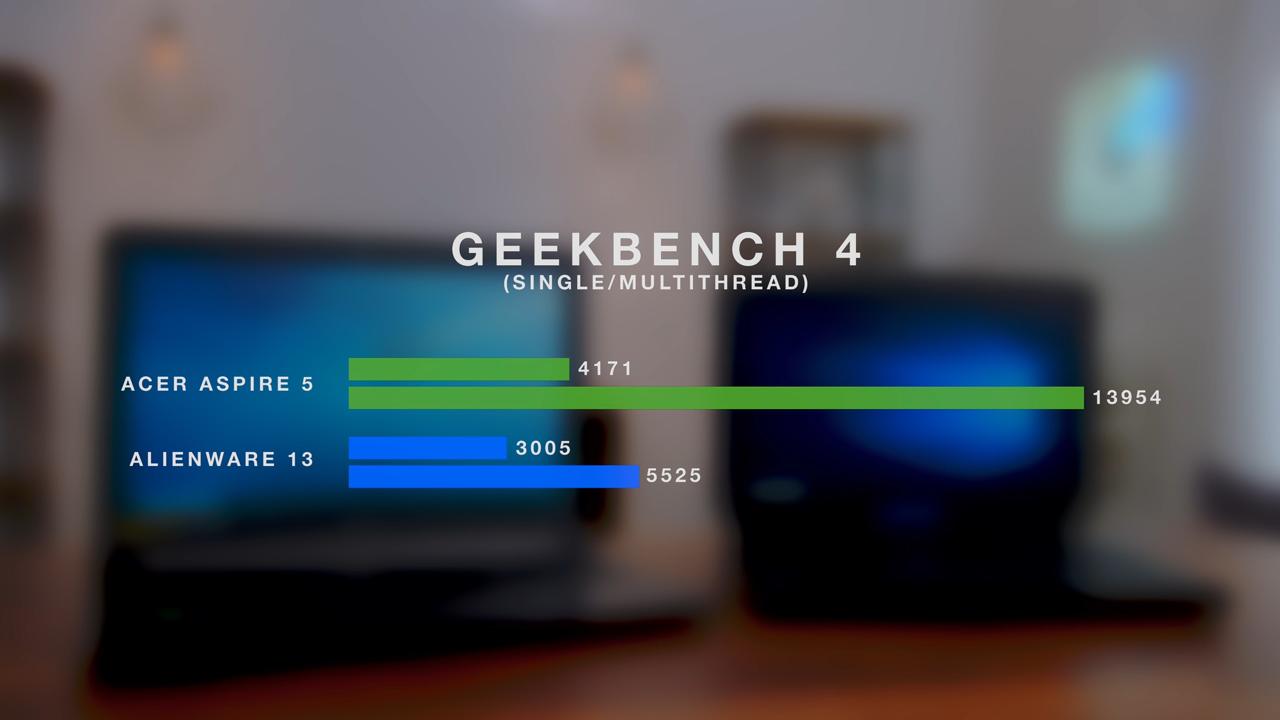 GEEKBENCH 4
(SINGLE/MULTITHREAD)
ACER ASPIRE 5
4171
13954
ALIENWARE 13
3005
5525